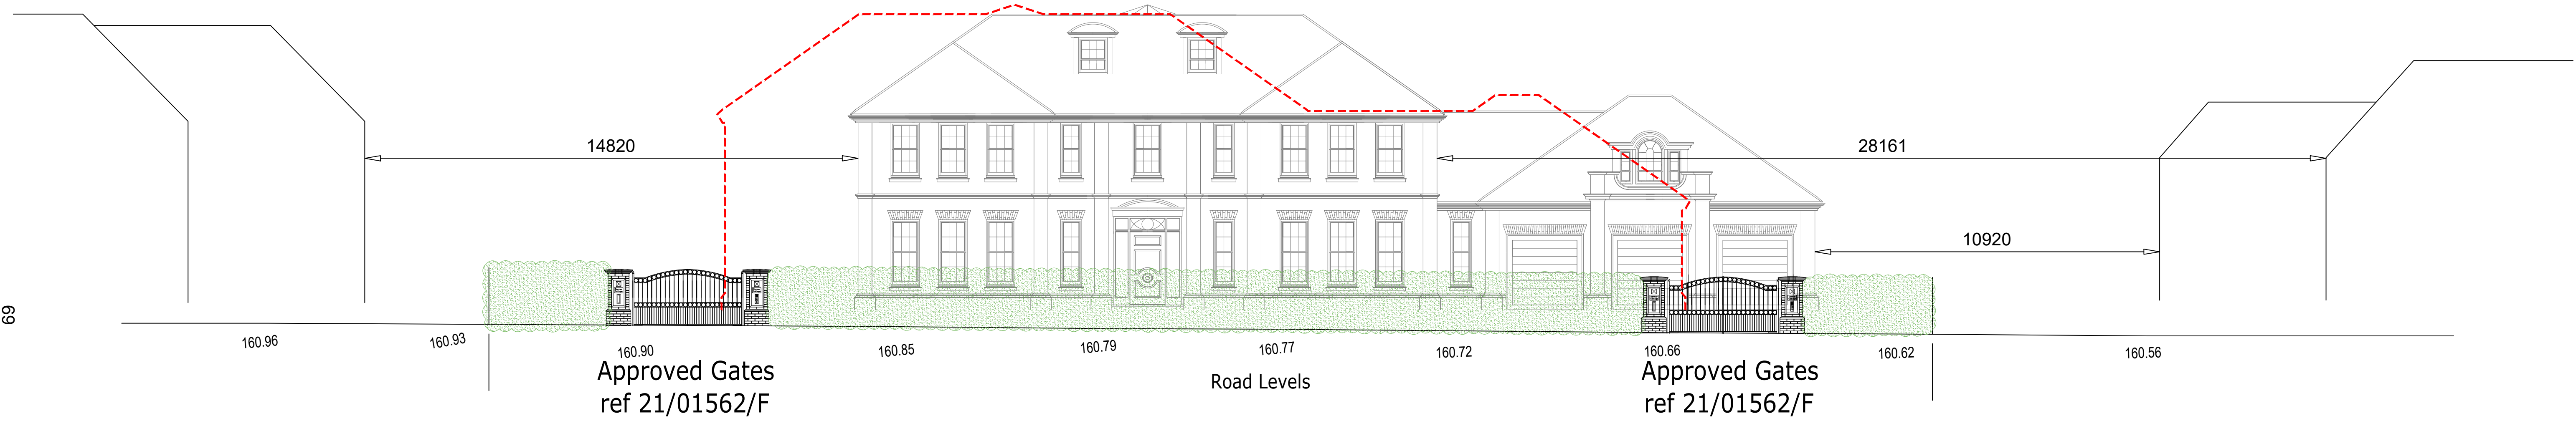 14820
28161
10920
69
160.96
160.93
160.90
160.85
160.79
160.77
160.72
160.66
160.62
160.56
Approved Gates
ref 21/01562/F
Road Levels
Approved Gates
ref 21/01562/F